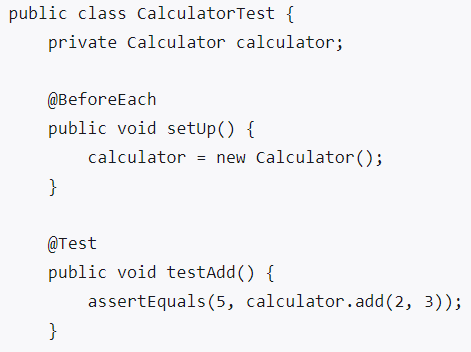 public class CalculatorTest {
    private Calculator calculator;

    @BeforeEach
    public void setUp() {
        calculator = new Calculator();
    }

    @Test
    public void testAdd() {
        assertEquals(5, calculator.add(2, 3));
    }